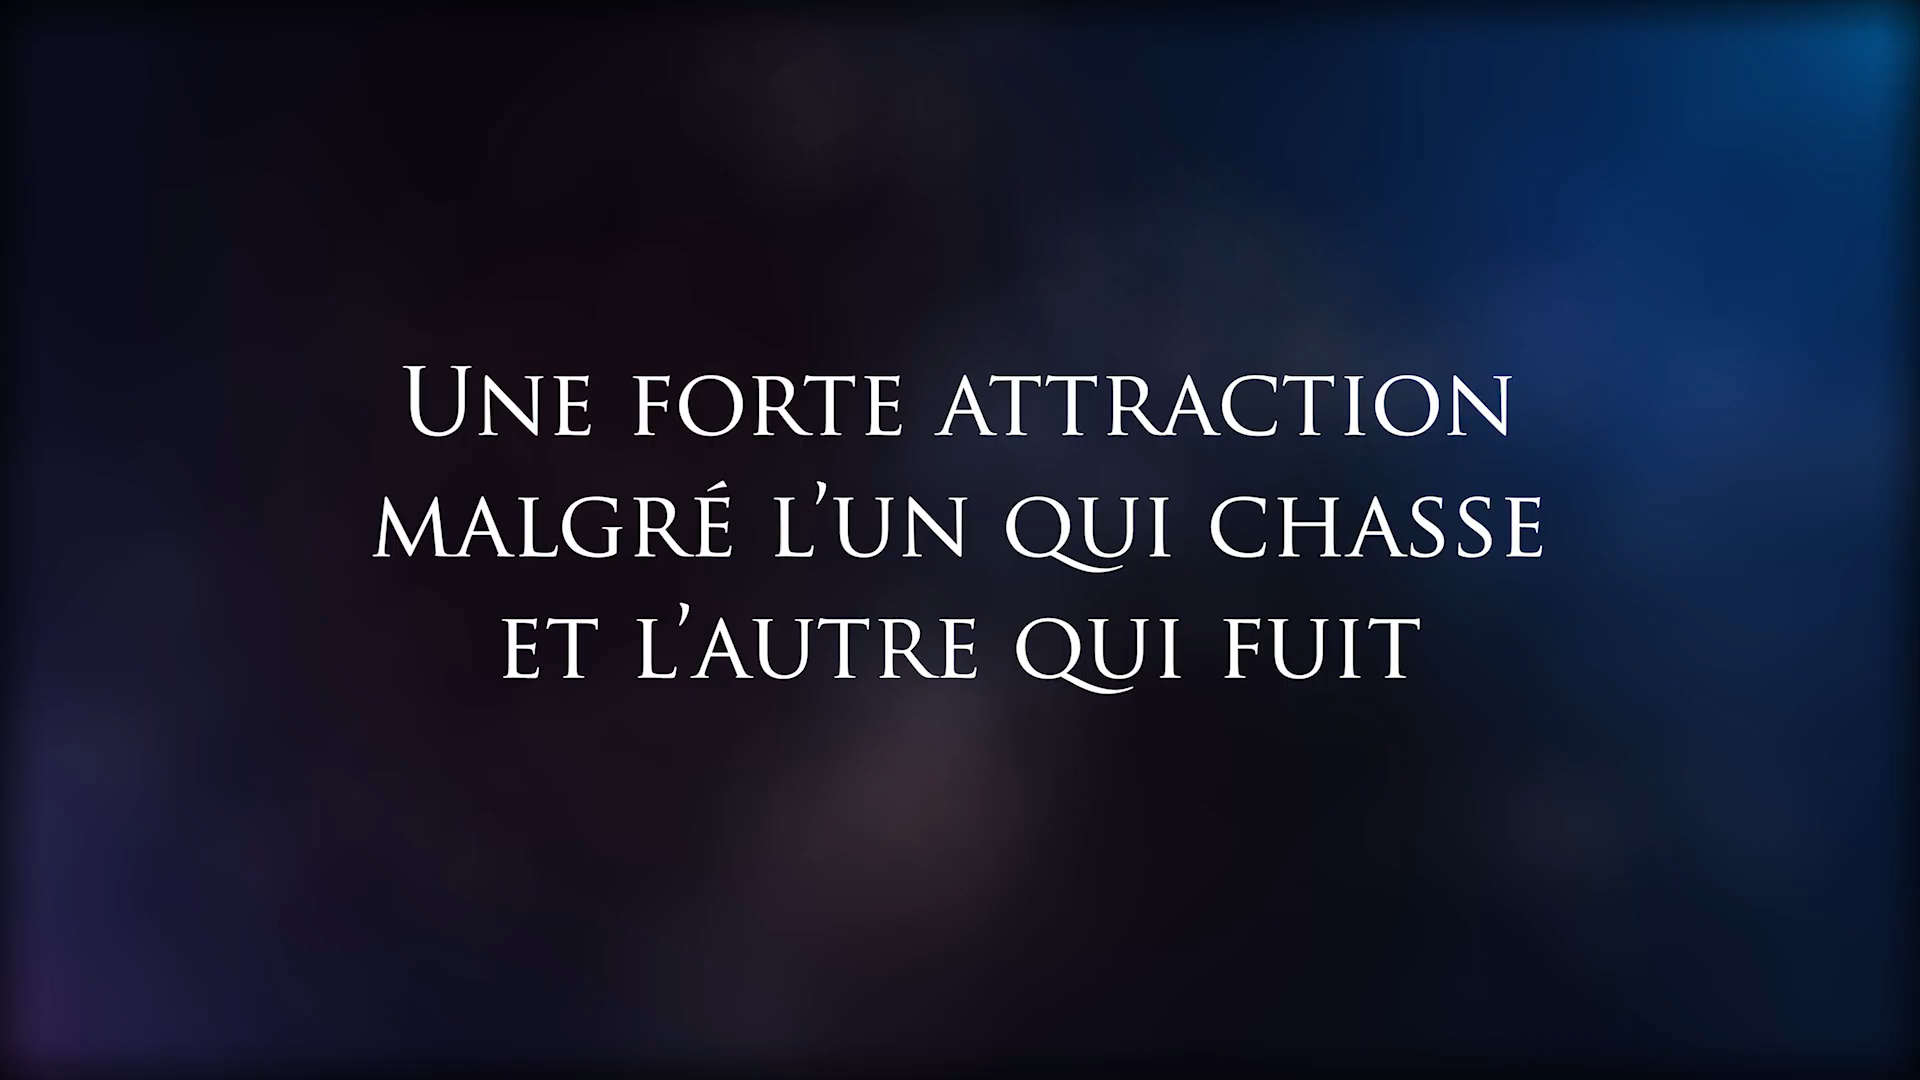 Une forte attraction
malgré l’un qui chasse
et l’autre qui fuit